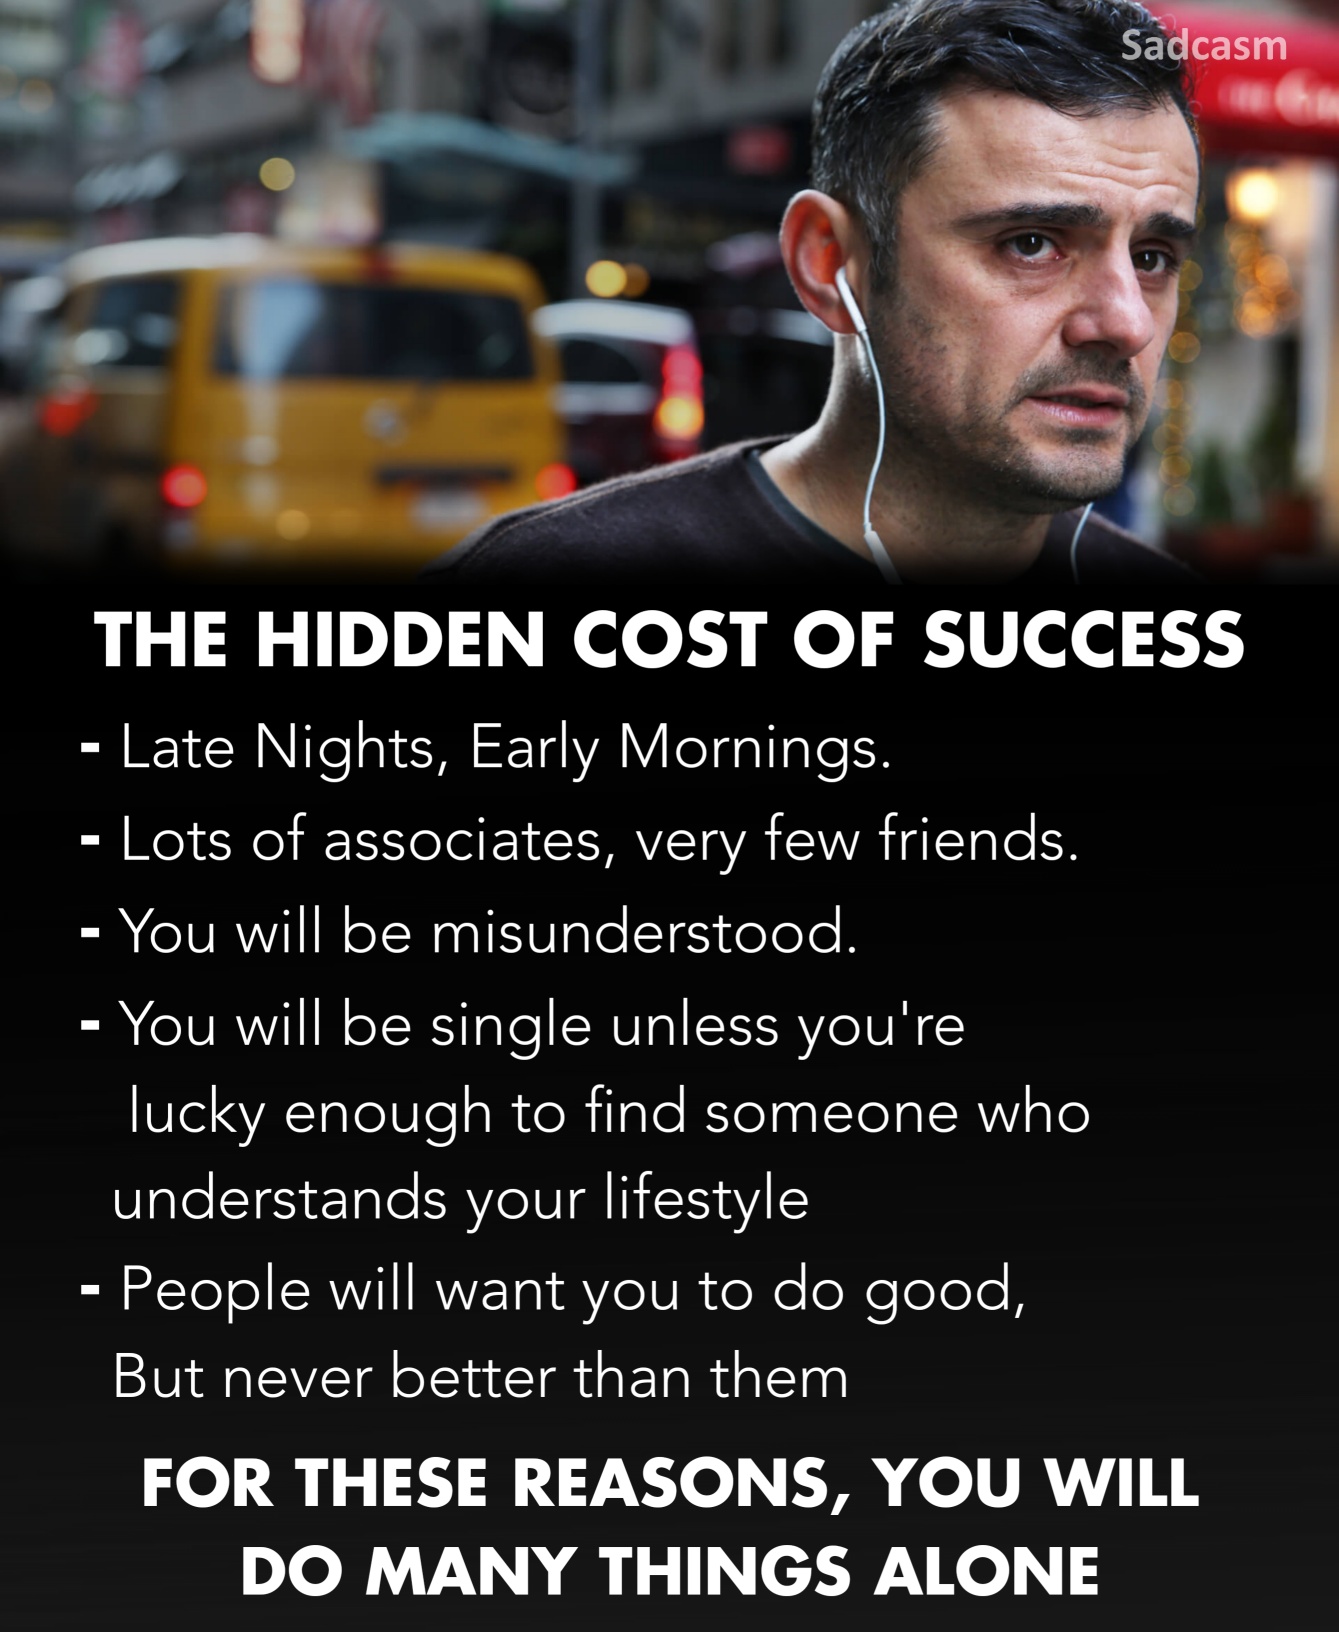 Sadcasm
THE HIDDEN COST OF SUCCESS
- Late Nights, Early Mornings.
- Lots of associates, very few friends.
- You will be misunderstood.
- You will be single unless you're
lucky enough to find someone who
understands your lifestyle
- People will want you to do good,
But never better than them
FOR THESE REASONS, YOU WILL
DO MANY THINGS ALONE